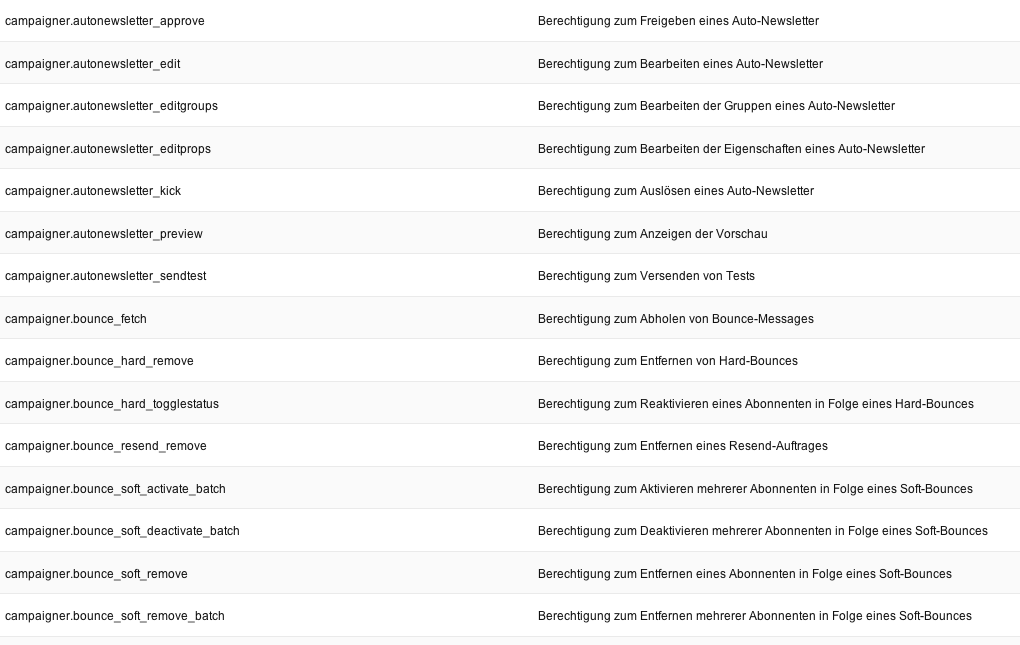 campaigner.autonewsletter_approve Berechtigung zum Freigeben eines Auto-Newsletter
campaigner.autonewsletter_edit Berechtigung zum Bearbeiten eines Auto-Newsletter
campaigner.autonewsletter_editgroups Berechtigung zum Bearbeiten der Gruppen eines Auto-Newsletter
campaigner.autonewsletter_editprops Berechtigung zum Bearbeiten der Eigenschaften eines Auto-Newsletter
campaigner.autonewsletter_kick Berechtigung zum Auslösen eines Auto-Newsletter
campaigner.autonewsletter_preview Berechtigung zum Anzeigen der Vorschau
campaigner.autonewsletter_sendtest Berechtigung zum Versenden von Tests
campaigner.bounce_fetch Berechtigung zum Abholen von Bounce-Messages
campaigner.bounce_hard_remove Berechtigung zum Entfernen von Hard-Bounces
campaigner.bounce_hard_togglestatus Berechtigung zum Reaktivieren eines Abonnenten in Folge eines Hard-Bounces
campaigner.bounce_resend_remove Berechtigung zum Entfernen eines Resend-Auftrages
campaigner.bounce_soft_activate_batch Berechtigung zum Aktivieren mehrerer Abonnenten in Folge eines Soft-Bounces
campaigner.bounce_soft_deactivate_batch Berechtigung zum Deaktivieren mehrerer Abonnenten in Folge eines Soft-Bounces
campaigner.bounce_soft_remove Berechtigung zum Entfernen eines Abonnenten in Folge eines Soft-Bounces
campaigner.bounce_soft_remove_batch Berechtigung zum Entfernen mehrerer Abonnenten in Folge eines Soft-Bounces